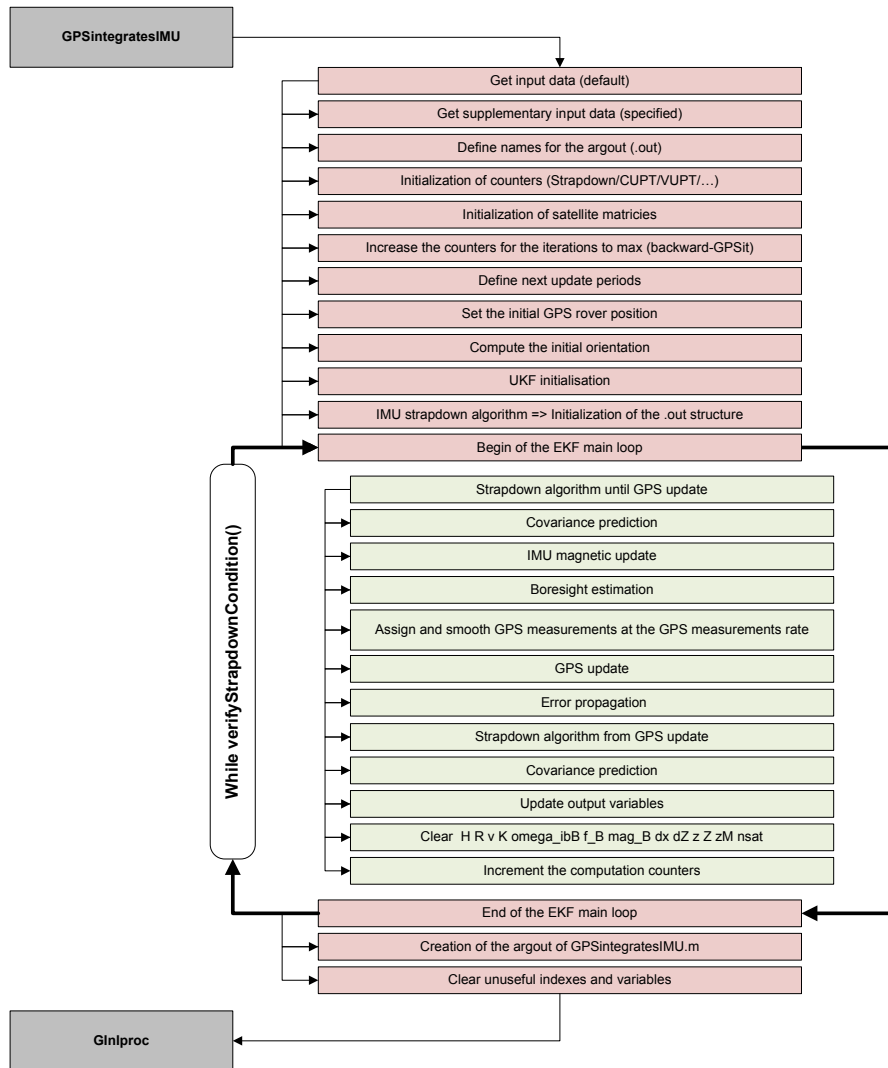 GPSintegratesIMU
Get input data (default)
Get supplementary input data (specified)
Define names for the argout (.out)
Initialization of counters (Strapdown/CUPT/VUPT/…)
Initialization of satellite matricies
Increase the counters for the iterations to max (backward-GPSit)
Define next update periods
Set the initial GPS rover position
Compute the initial orientation
UKF initialisation
IMU strapdown algorithm => Initialization of the .out structure
Begin of the EKF main loop
While verifyStrapdownCondition()
Strapdown algorithm until GPS update
Covariance prediction
IMU magnetic update
Boresight estimation
Assign and smooth GPS measurements at the GPS measurements rate
GPS update
Error propagation
Strapdown algorithm from GPS update
Covariance prediction
Update output variables
Clear H R v K omega_ibB f_B mag_B dx dZ z Z zM nsat
Increment the computation counters
End of the EKF main loop
Creation of the argout of GPSintegratesIMU.m
Clear unuseful indexes and variables
GInIproc